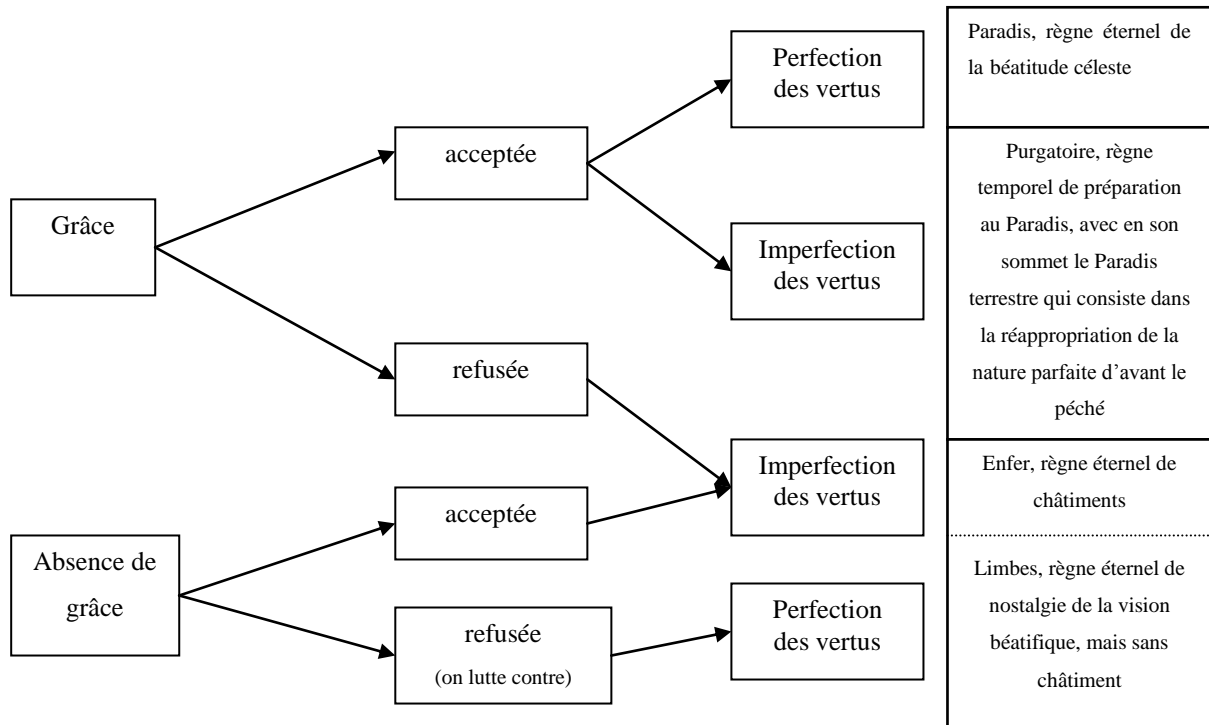 Grâce
acceptée
Perfection
des vertus
Imperfection
des vertus
refusée
Absence de
grâce
acceptée
Imperfection
des vertus
refusée
(on lutte contre)
Perfection
des vertus
Paradis, règne éternel de
la béatitude céleste
Purgatoire, règne
temporel de préparation
au Paradis, avec en son
sommet le Paradis
terrestre qui consiste dans
la réappropriation de la
nature parfaite d’avant le
péché
Enfer, règne éternel de
châtiments
Limbes, règne éternel de
nostalgie de la vision
béatifique, mais sans
châtiment